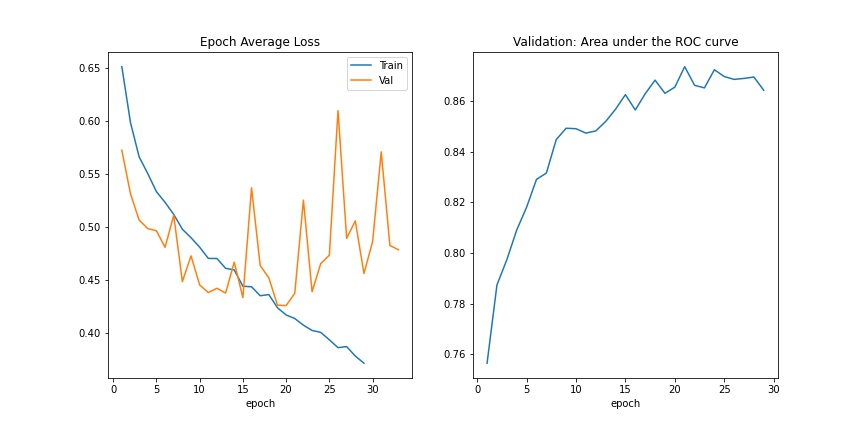 Epoch Average Loss
Train
Val
0.65
0.60
0.55
0.50
0.45
0.40
0 5 10 15 20 25 30
epoch
Validation: Area under the ROC curve
0.86
0.84
0.82
0.80
0.78
0.76
0 5 10 15 20 25 30
epoch